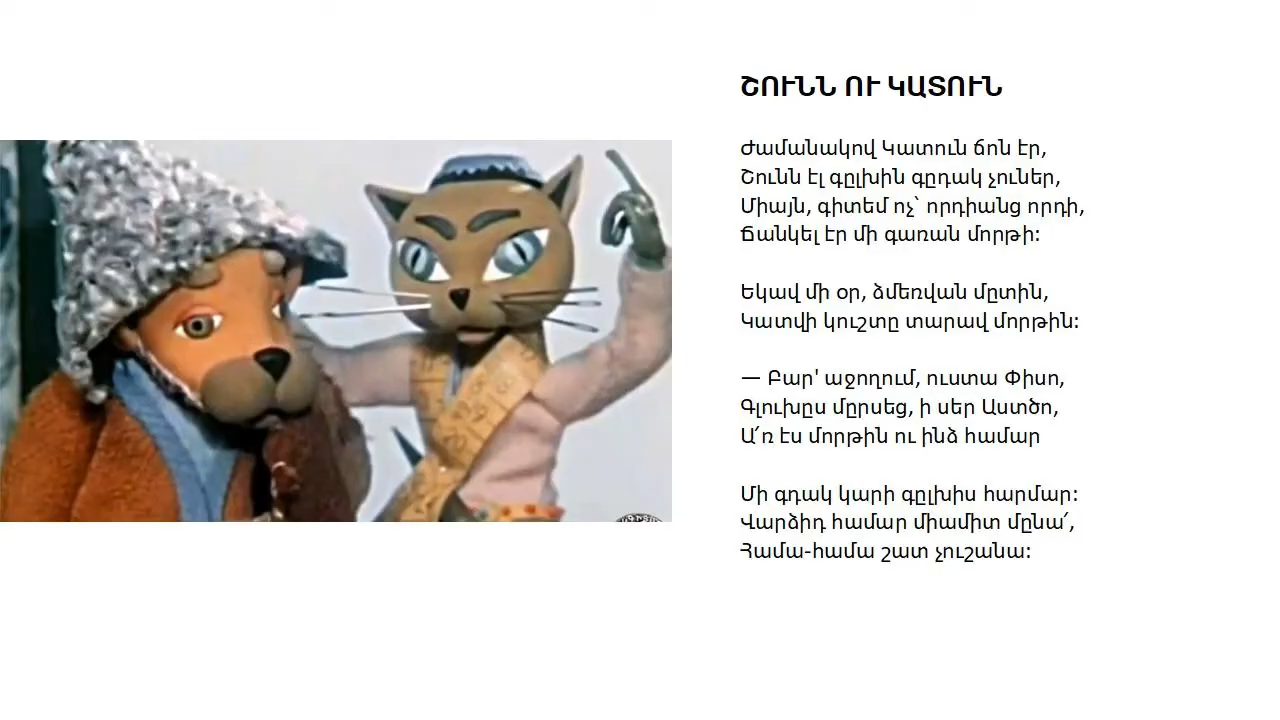 ՇՈՒՆՆ ՈՒ ԿԱՏՈՒՆ
Ժամանակով Կատուն ճոն էր,
Շունն էլ գըլխին գըդակ չուներ,
Միայն, գիտեմ ոչ՝ որդիանց որդի,
Ճանկել էր մի գառան մորթի:
Եկավ մի օր, ձմեռվան մըտին,
Կատվի կուշտը տարավ մորթին:
— Բար' աջողում, ուստա Փիսո,
Գլուխըս մըրսեց, ի սեր Աստծո,
Ա՛ռ էս մորթին ու ինձ համար
Մի գդակ կարի գըլխիս հարմար:
Վարձիդ համար միամիտ մընա՛,
Համա-համա շատ չուշանա: